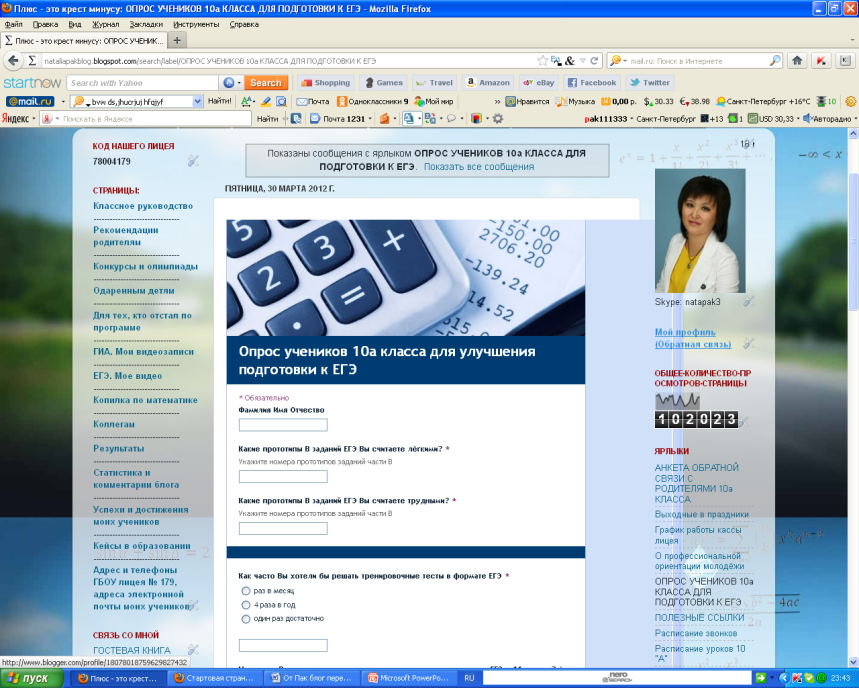 Плюс - это крест минусу: ОПРОС УЧЕНИКОВ 10а КЛАССА ДЛЯ ПОДГОТОВКИ К ЕГЭ - Mozilla Firefox
Файл Правка Вид Журнал Закладки Инструменты Справка
Плюс - это крест минусу: ОПРОС УЧЕНИК...
nataliapakblog.blogspot.com/search/label/ОПРОС УЧЕНИКОВ 10а КЛАССА ДЛЯ ПОДГОТОВКИ К ЕГЭ
mail.ru: Поиск в Интернете
startnow Search with Yahoo Search Shopping Games Travel Amazon eBay Facebook Twitter
@mail.ru bvw ds,jhucrjuj hfqjyf Найти! Почта Одноклассники 9 Мой мир » Нравится Музыка 0,00 р. $↓30.33 €↓38.98 Санкт-Петербург +16°C 10
Яндекс Поискать в Яндексе Найти Почта 1231 pak111333 Санкт-Петербург +13 1 USD 30,33 Авторадио
КОД НАШЕГО ЛИЦЕЯ
78004179
СТРАНИЦЫ:
Классное руководство
Рекомендации
родителям
Конкурсы и олимпиады
Одаренным детям
Для тех, кто отстал по
программе
ГИА. Мои видеозаписи
ЕГЭ. Мое видео
Копилка по математике
Коллегам
Результаты
Статистика и
комментарии блога
Успехи и достижения
моих учеников
Кейсы в образовании
Адрес и телефоны
ГБОУ лицея № 179,
адреса электронной
почты моих учеников
СВЯЗЬ СО МНОЙ
ГОСТЕВАЯ КНИГА
Показаны сообщения с ярлыком ОПРОС УЧЕНИКОВ 10а КЛАССА ДЛЯ
ПОДГОТОВКИ К ЕГЭ. Показать все сообщения
ПЯТНИЦА, 30 МАРТА 2012 Г.
Опрос учеников 10а класса для улучшения
подготовки к ЕГЭ
* Обязательно
Фамилия Имя Отчество
Какие прототипы В заданий ЕГЭ Вы считаете лёгкими? *
Укажите номера прототипов заданий части В
Какие прототипы В заданий ЕГЭ Вы считаете трудными? *
Укажите номера прототипов заданий части В
Как часто Вы хотели бы решать тренировочные тесты в формате ЕГЭ *
раз в месяц
4 раза в год
один раз достаточно
Skype: natapak3
Мой профиль
(Обратная связь)
ОБЩЕЕ-КОЛИЧЕСТВО-ПР
ОСМОТРОВ-СТРАНИЦЫ
102023
ЯРЛЫКИ
АНКЕТА ОБРАТНОЙ
СВЯЗИ С
РОДИТЕЛЯМИ 10а
КЛАССА
Выходные в праздники
График работы кассы
лицея
О профессиональной
ориентации молодёжи
ОПРОС УЧЕНИКОВ 10а
КЛАССА ДЛЯ
ПОДГОТОВКИ К ЕГЭ
ПОЛЕЗНЫЕ ССЫЛКИ
Расписание звонков
Расписание уроков 10
"А"
http://www.blogger.com/profile/18078018759629827432
пуск Плюс - это крест... Стартовая стран... От Пак блог пере... Microsoft PowerPo... RU nero SEARCH 23:43